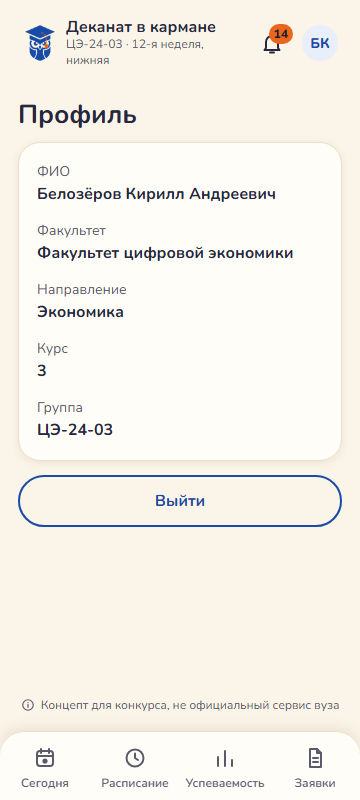 Деканат в кармане
ЦЭ-24-03 · 12-я неделя,
нижняя
14
БК
Профиль
ФИО
Белозёров Кирилл Андреевич
Факультет
Факультет цифровой экономики
Направление
Экономика
Курс
3
Группа
ЦЭ-24-03
Выйти
Концепт для конкурса, не официальный сервис вуза
Сегодня
Расписание
Успеваемость
Заявки